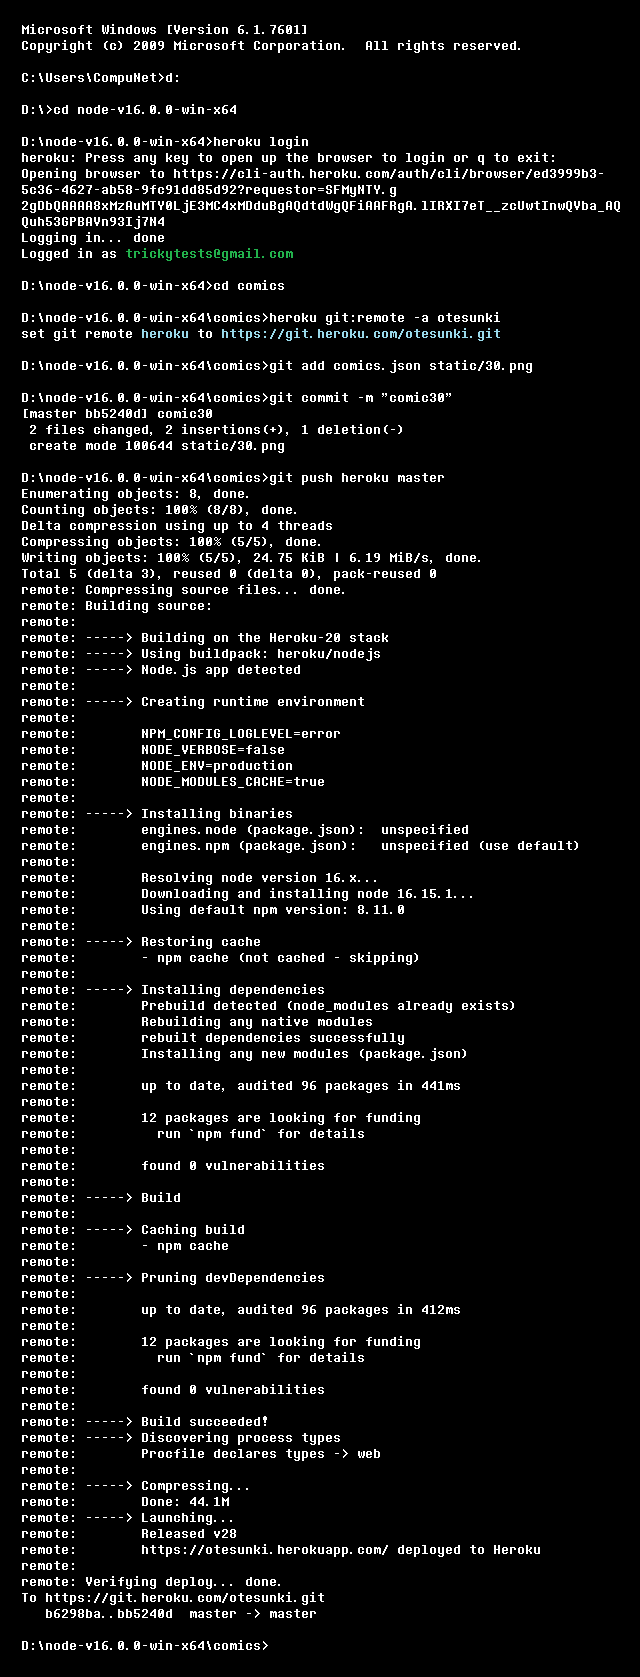 Microsoft Windows [Version 6.1.7601]
Copyright (c) 2009 Microsoft Corporation.  All rights reserved.
C:\Users\CompuNet>d:
D:\>cd node-v16.0.0-win-x64
D:\node-v16.0.0-win-x64>heroku login
heroku: Press any key to open up the browser to login or q to exit:
Opening browser to https://cli-auth.heroku.com/auth/cli/browser/ed3999b3-
5c36-4627-ab58-9fc91dd85d92?requestor=SFMyNTY.g
2gDbQAAAA8xMzAuMTY0LjE3MC4xMDduBgAQdtdWgQFiAAFRgA.lIRXI7eT__zcUwtInwQVba_AQ
Quh53GPBAVn93Ij7N4
Logging in... done
Logged in as trickytests@gmail.com
D:\node-v16.0.0-win-x64>cd comics
D:\node-v16.0.0-win-x64\comics>heroku git:remote -a otesunki
set git remote heroku to https://git.heroku.com/otesunki.git
D:\node-v16.0.0-win-x64\comics>git add comics.json static/30.png
D:\node-v16.0.0-win-x64\comics>git commit -m "comic30"
[master bb5240d] comic30
 2 files changed, 2 insertions(+), 1 deletion(-)
 create mode 100644 static/30.png
D:\node-v16.0.0-win-x64\comics>git push heroku master
Enumerating objects: 8, done.
Counting objects: 100% (8/8), done.
Delta compression using up to 4 threads
Compressing objects: 100% (5/5), done.
Writing objects: 100% (5/5), 24.75 KiB | 6.19 MiB/s, done.
Total 5 (delta 3), reused 0 (delta 0), pack-reused 0
remote: Compressing source files... done.
remote: Building source:
remote:
remote: -----> Building on the Heroku-20 stack
remote: -----> Using buildpack: heroku/nodejs
remote: -----> Node.js app detected
remote:
remote: -----> Creating runtime environment
remote:
remote:        NPM_CONFIG_LOGLEVEL=error
remote:        NODE_VERBOSE=false
remote:        NODE_ENV=production
remote:        NODE_MODULES_CACHE=true
remote:
remote: -----> Installing binaries
remote:        engines.node (package.json):  unspecified
remote:        engines.npm (package.json):   unspecified (use default)
remote:
remote:        Resolving node version 16.x...
remote:        Downloading and installing node 16.15.1...
remote:        Using default npm version: 8.11.0
remote:
remote: -----> Restoring cache
remote:        - npm cache (not cached - skipping)
remote:
remote: -----> Installing dependencies
remote:        Prebuild detected (node_modules already exists)
remote:        Rebuilding any native modules
remote:        rebuilt dependencies successfully
remote:        Installing any new modules (package.json)
remote:
remote:        up to date, audited 96 packages in 441ms
remote:
remote:        12 packages are looking for funding
remote:          run `npm fund` for details
remote:
remote:        found 0 vulnerabilities
remote:
remote: -----> Build
remote:
remote: -----> Caching build
remote:        - npm cache
remote:
remote: -----> Pruning devDependencies
remote:
remote:        up to date, audited 96 packages in 412ms
remote:
remote:        12 packages are looking for funding
remote:          run `npm fund` for details
remote:
remote:        found 0 vulnerabilities
remote:
remote: -----> Build succeeded!
remote: -----> Discovering process types
remote:        Procfile declares types -> web
remote:
remote: -----> Compressing...
remote:        Done: 44.1M
remote: -----> Launching...
remote:        Released v28
remote:        https://otesunki.herokuapp.com/ deployed to Heroku
remote:
remote: Verifying deploy... done.
To https://git.heroku.com/otesunki.git
   b6298ba..bb5240d  master -> master
D:\node-v16.0.0-win-x64\comics>